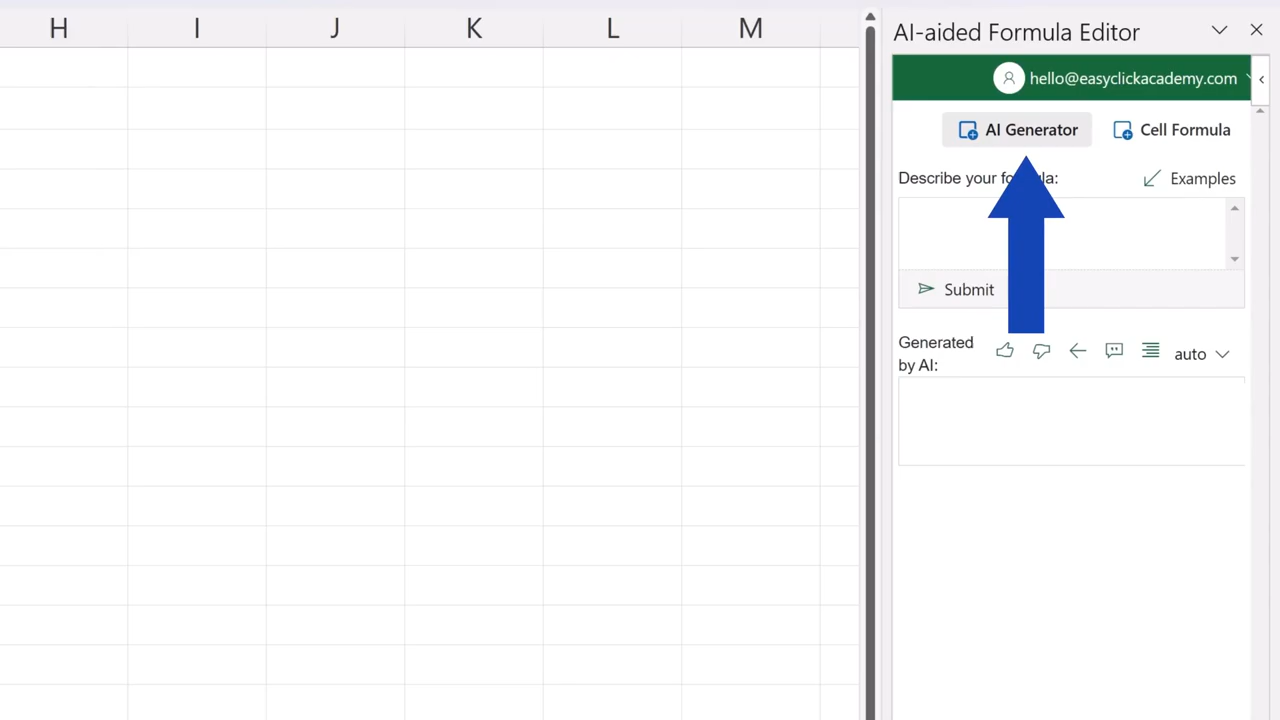 H I J K L M
AI-aided Formula Editor
hello@easyclickacademy.com
AI Generator Cell Formula
Describe your fo la: Examples
Submit
Generated
by AI:
auto